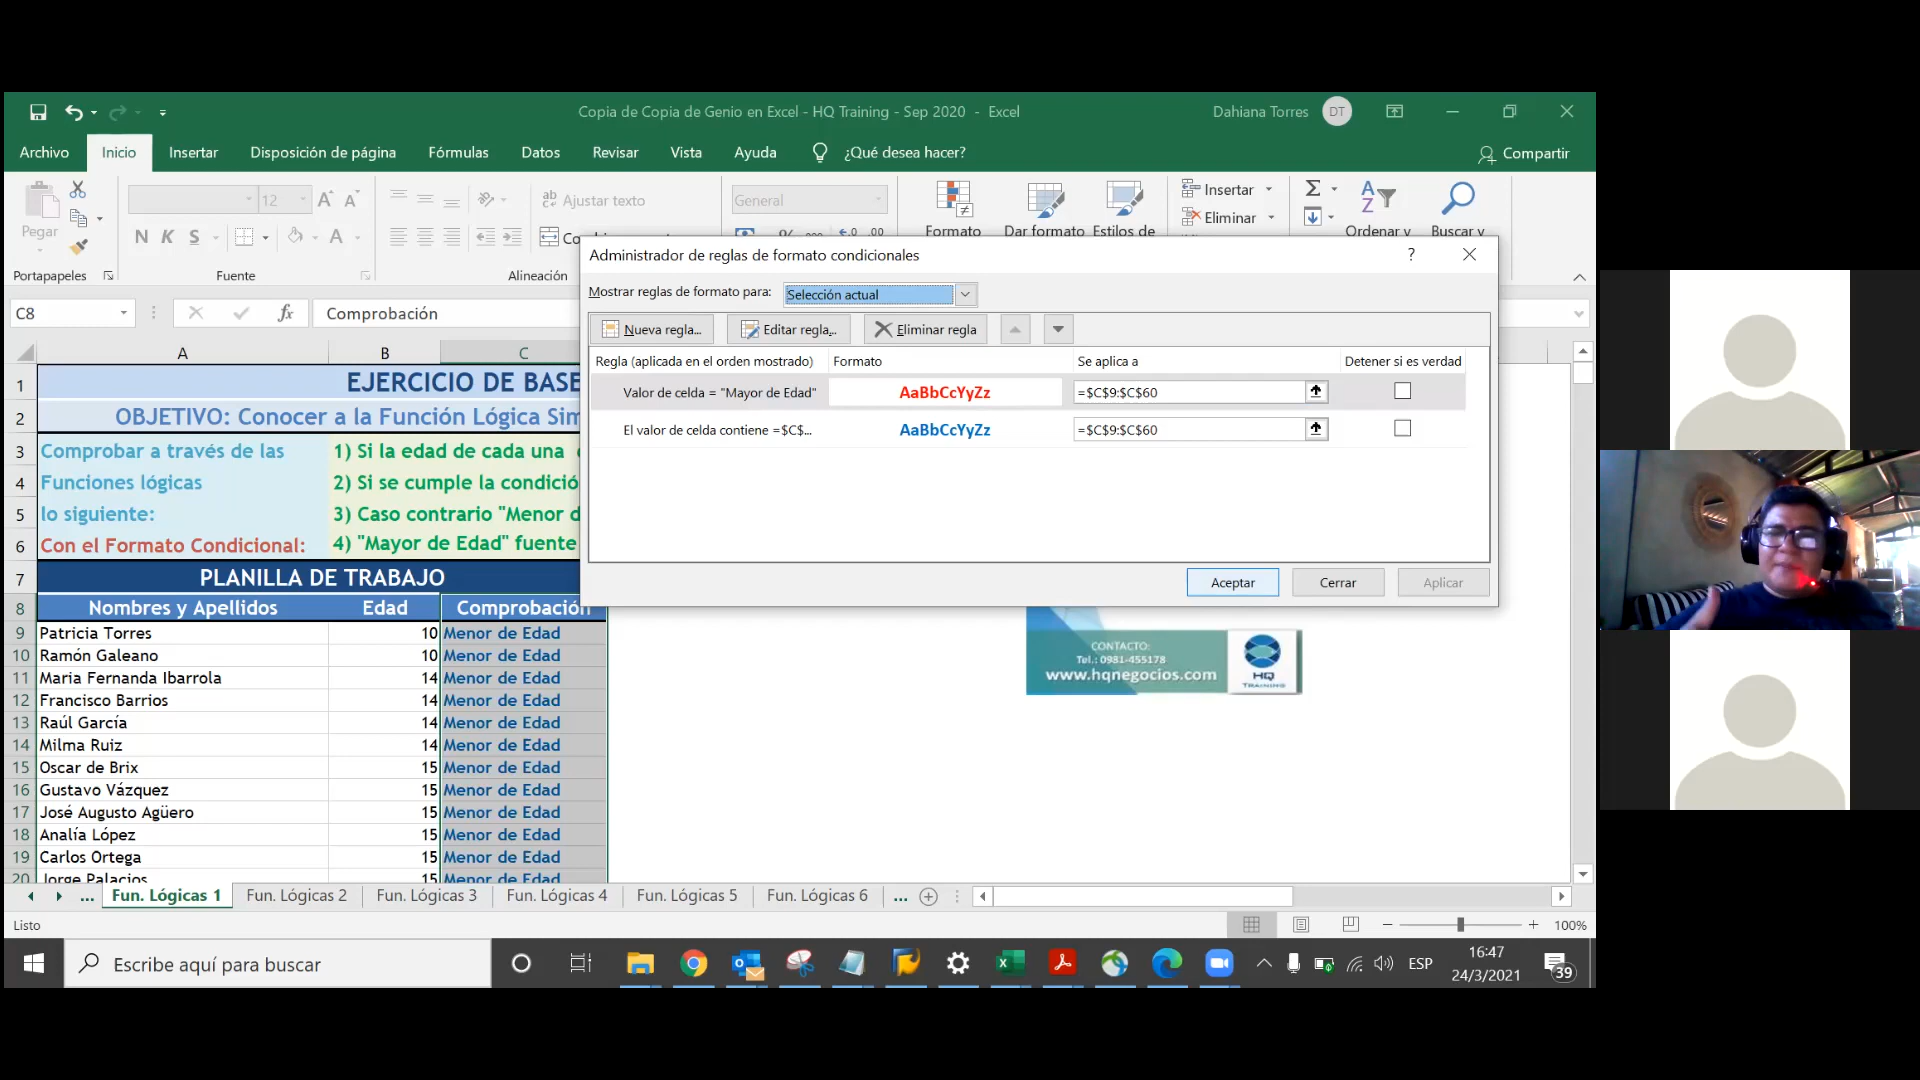 Copia de Copia de Genio en Excel - HQ Training - Sep 2020 - Excel
Dahiana Torres
DT
Archivo
Inicio
Insertar
Disposición de página
Fórmulas
Datos
Revisar
Vista
Ayuda
¿Qué desea hacer?
Compartir
Pegar
12
Ajustar texto
General
Insertar
Eliminar
N K S
Formato
Dar formato
Estilos de
Ordenar y
Buscar y
Portapapeles
Fuente
Alineación
C8
fx
Comprobación
Administrador de reglas de formato condicionales
?
Mostrar reglas de formato para:
Selección actual
Nueva regla...
Editar regla...
Eliminar regla
Regla (aplicada en el orden mostrado)
Formato
Se aplica a
Detener si es verdad
Valor de celda = "Mayor de Edad"
AaBbCcYyZz
=$C$9:$C$60
El valor de celda contiene =$C$...
AaBbCcYyZz
=$C$9:$C$60
Aceptar
Cerrar
Aplicar
A
B
C
1 EJERCICIO DE BASE
2 OBJETIVO: Conocer a la Función Lógica Sim
3 Comprobar a través de las 1) Si la edad de cada una
4 Funciones lógicas 2) Si se cumple la condició
5 lo siguiente: 3) Caso contrario "Menor d
6 Con el Formato Condicional: 4) "Mayor de Edad" fuente
7 PLANILLA DE TRABAJO
8 Nombres y Apellidos Edad Comprobación
9 Patricia Torres 10 Menor de Edad
10 Ramón Galeano 10 Menor de Edad
11 Maria Fernanda Ibarrola 14 Menor de Edad
12 Francisco Barrios 14 Menor de Edad
13 Raúl García 14 Menor de Edad
14 Milma Ruiz 14 Menor de Edad
15 Oscar de Brix 15 Menor de Edad
16 Gustavo Vázquez 15 Menor de Edad
17 José Augusto Agüero 15 Menor de Edad
18 Analía López 15 Menor de Edad
19 Carlos Ortega 15 Menor de Edad
20 Jorge Palacios 15 Menor de Edad
CONTACTO:
Tel.: 0981-455178
www.hqnegocios.com
HQ
TRAINING
... Fun. Lógicas 1
Fun. Lógicas 2
Fun. Lógicas 3
Fun. Lógicas 4
Fun. Lógicas 5
Fun. Lógicas 6
...
Listo
100%
Escribe aquí para buscar
ESP
16:47
24/3/2021
39